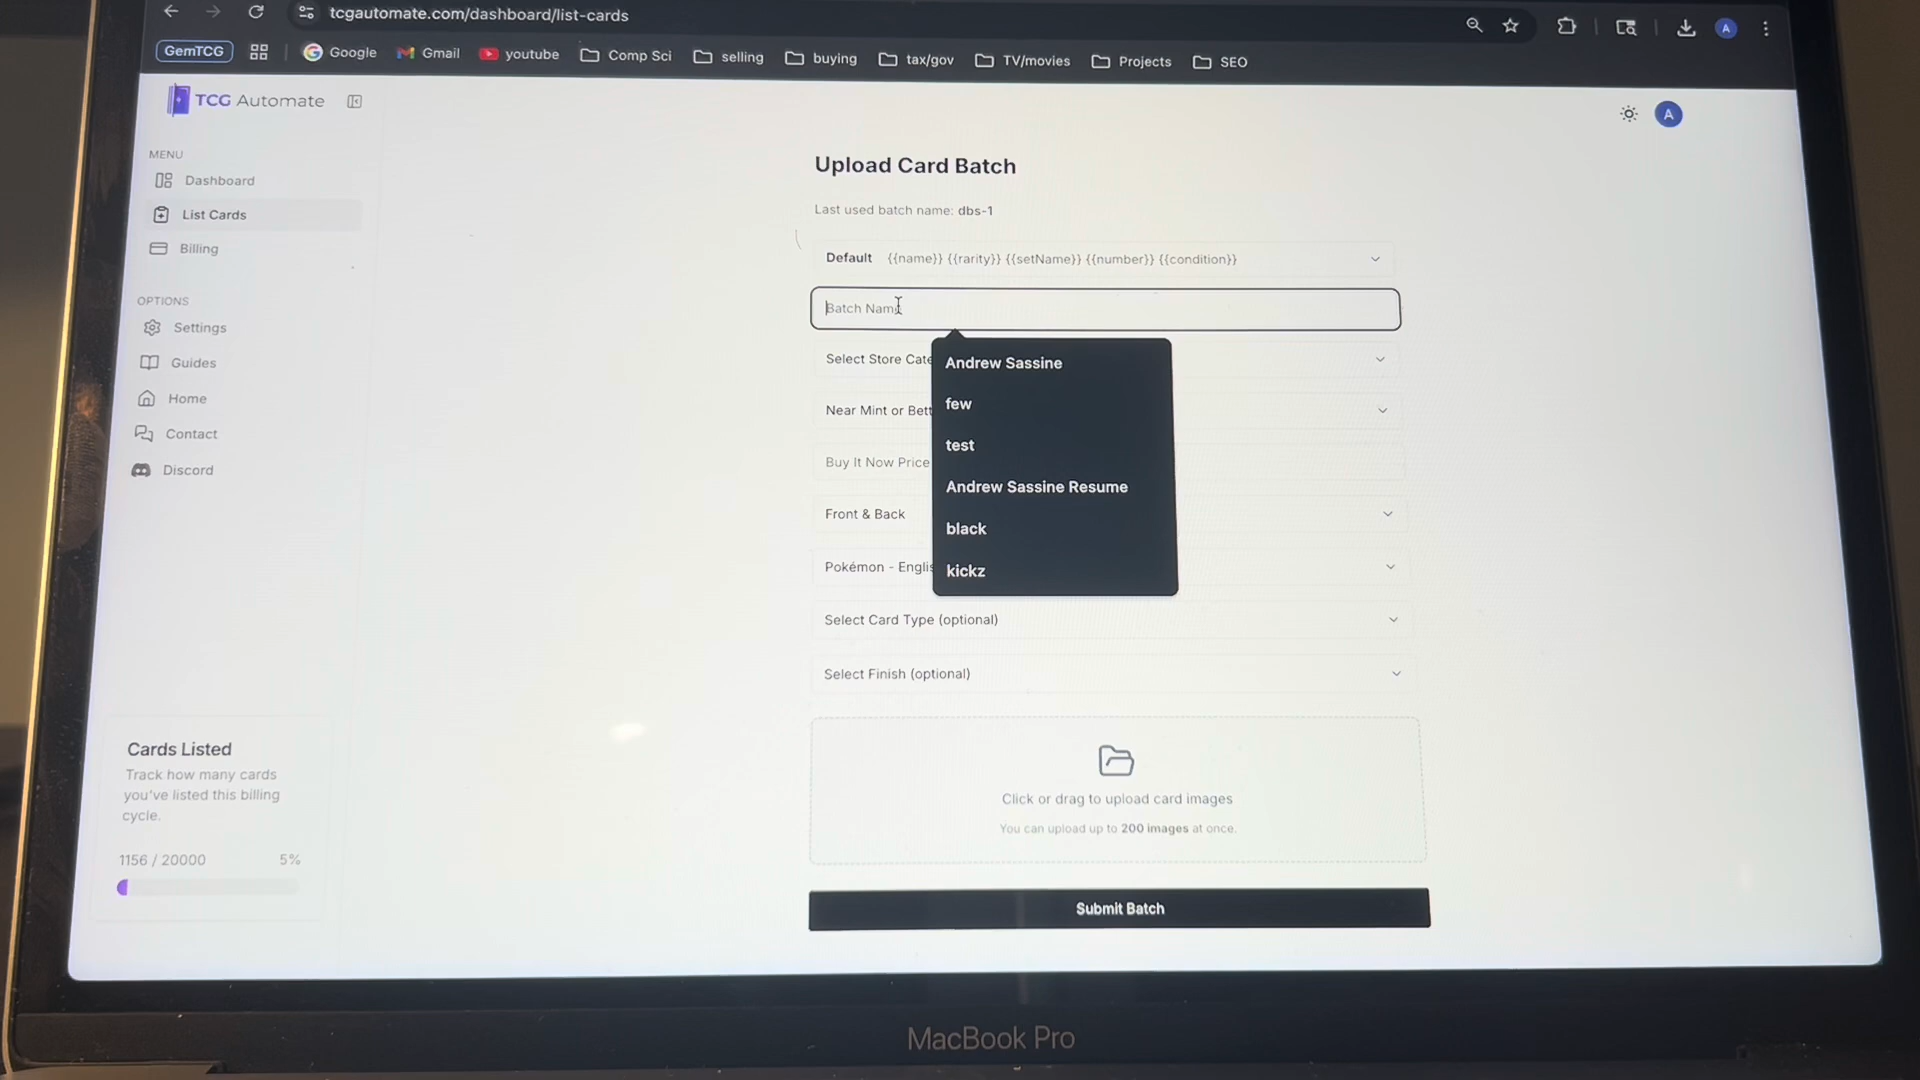 tcgautomate.com/dashboard/list-cards
A
GemTCG
Google
Gmail
youtube
Comp Sci
selling
buying
tax/gov
TV/movies
Projects
SEO
TCG Automate
A
MENU
Dashboard
List Cards
Billing
OPTIONS
Settings
Guides
Home
Contact
Discord
Cards Listed
Track how many cards
you've listed this billing
cycle.
1156 / 20000 5%
Upload Card Batch
Last used batch name: dbs-1
Default {{name}} {{rarity}} {{setName}} {{number}} {{condition}}
Batch Name
Select Store Cate
Near Mint or Bett
Buy It Now Price
Front & Back
Pokémon - Englis
Select Card Type (optional)
Select Finish (optional)
Andrew Sassine
few
test
Andrew Sassine Resume
black
kickz
Click or drag to upload card images
You can upload up to 200 images at once.
Submit Batch
MacBook Pro